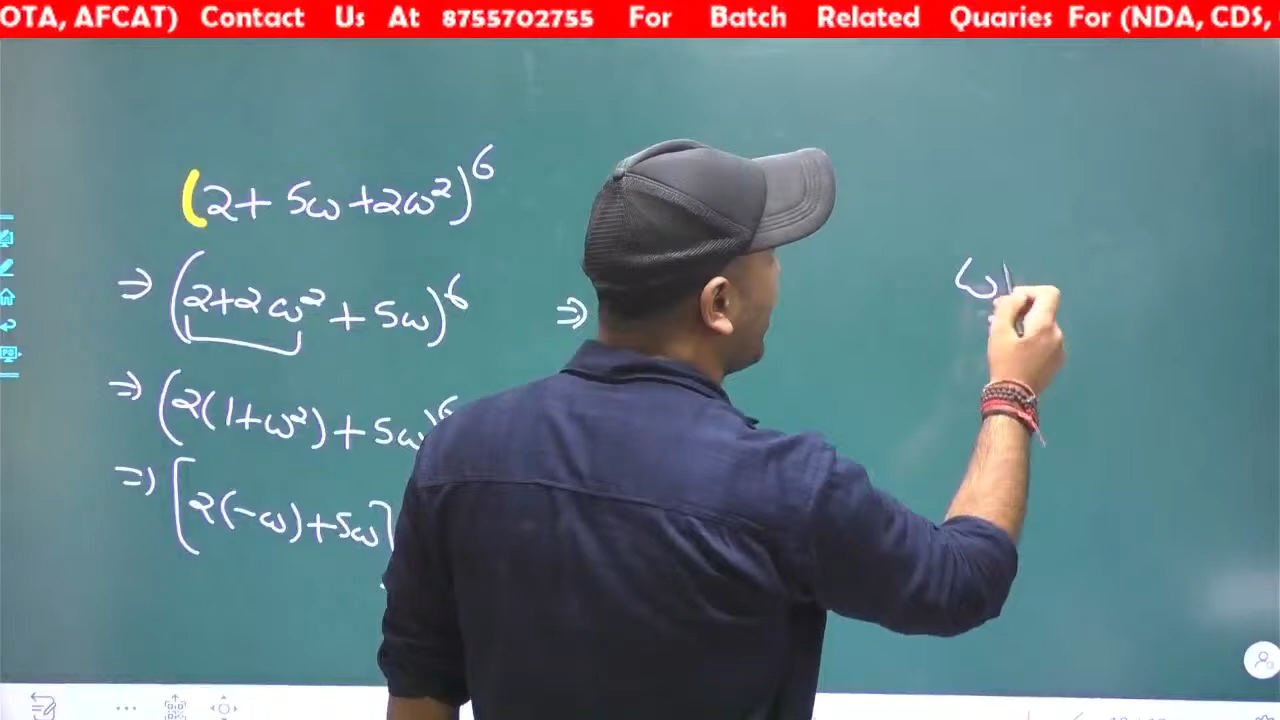 OTA, AFCAT) Contact Us At 8755702755 For Batch Related Quaries For (NDA, CDS,
(2+ 5ω+2ω²)⁶
⇒ (2+2ω²+5ω)⁶ ⇒
⇒ (2(1+ω²)+5ω)⁶
⇒ [2(-ω)+5ω]
ω